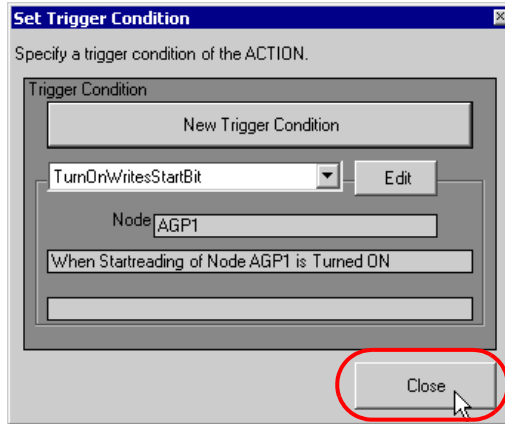 Set Trigger Condition
Specify a trigger condition of the ACTION.
Trigger Condition
New Trigger Condition
TurnOnWritesStartBit
Edit
Node AGP1
When Startreading of Node AGP1 is Turned ON
Close